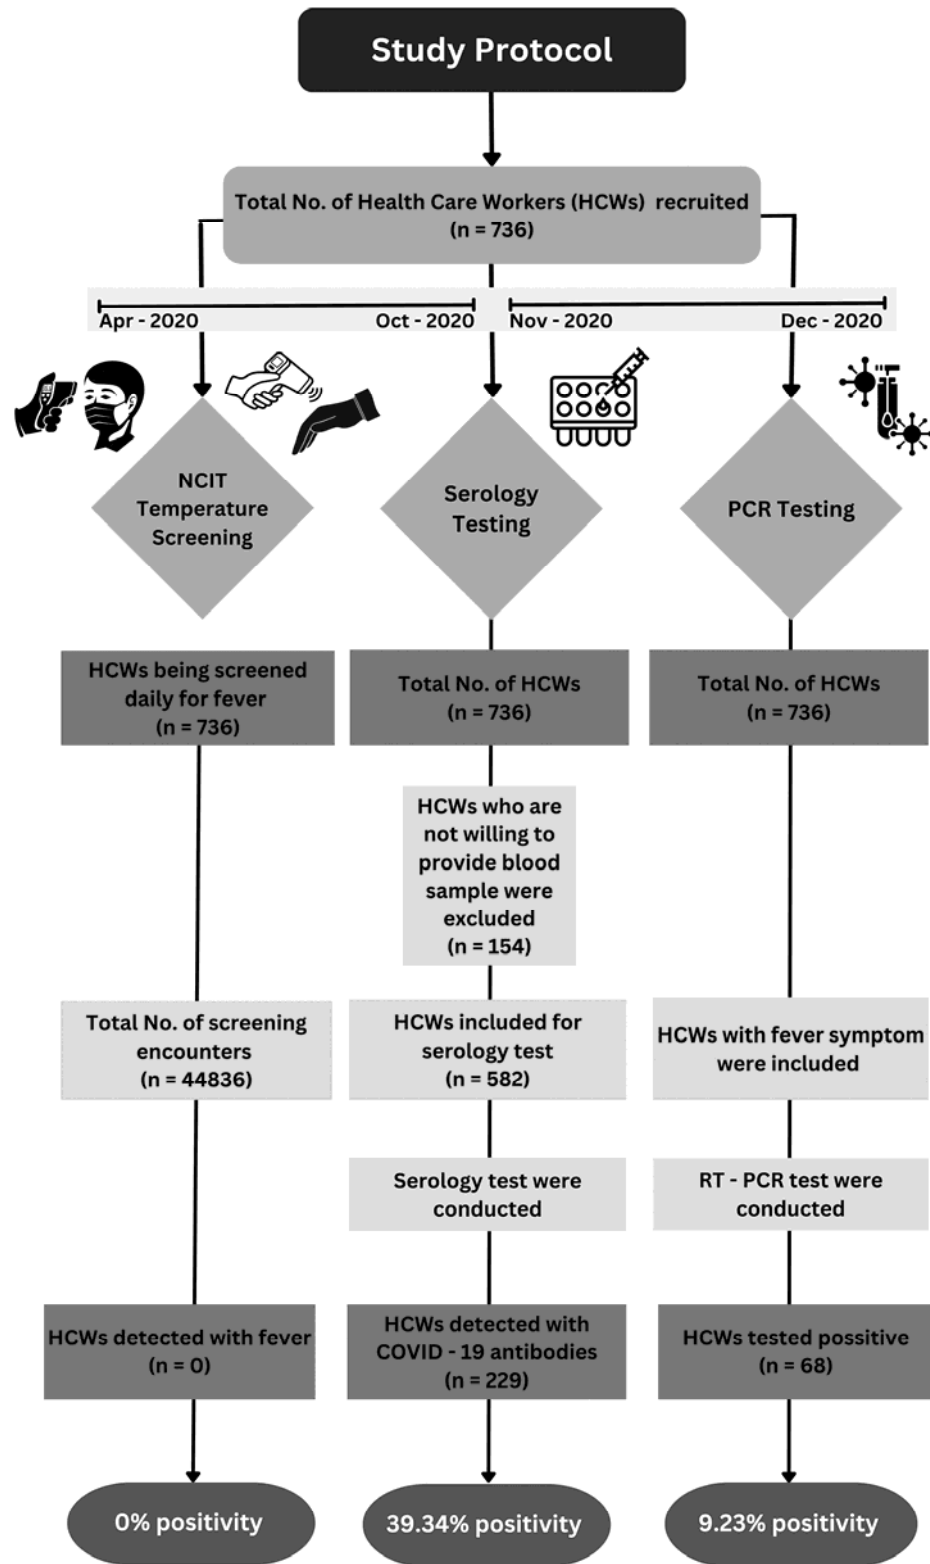 Study Protocol
Total No. of Health Care Workers (HCWs) recruited
(n = 736)
Apr - 2020
Oct - 2020
Nov - 2020
Dec - 2020
NCIT
Temperature
Screening
Serology
Testing
PCR Testing
HCWs being screened
daily for fever
(n = 736)
Total No. of HCWs
(n = 736)
Total No. of HCWs
(n = 736)
HCWs who are
not willing to
provide blood
sample were
excluded
(n = 154)
Total No. of screening
encounters
(n = 44836)
HCWs included for
serology test
(n = 582)
HCWs with fever symptom
were included
Serology test were
conducted
RT - PCR test were
conducted
HCWs detected with fever
(n = 0)
HCWs detected with
COVID - 19 antibodies
(n = 229)
HCWs tested possitive
(n = 68)
0% positivity
39.34% positivity
9.23% positivity